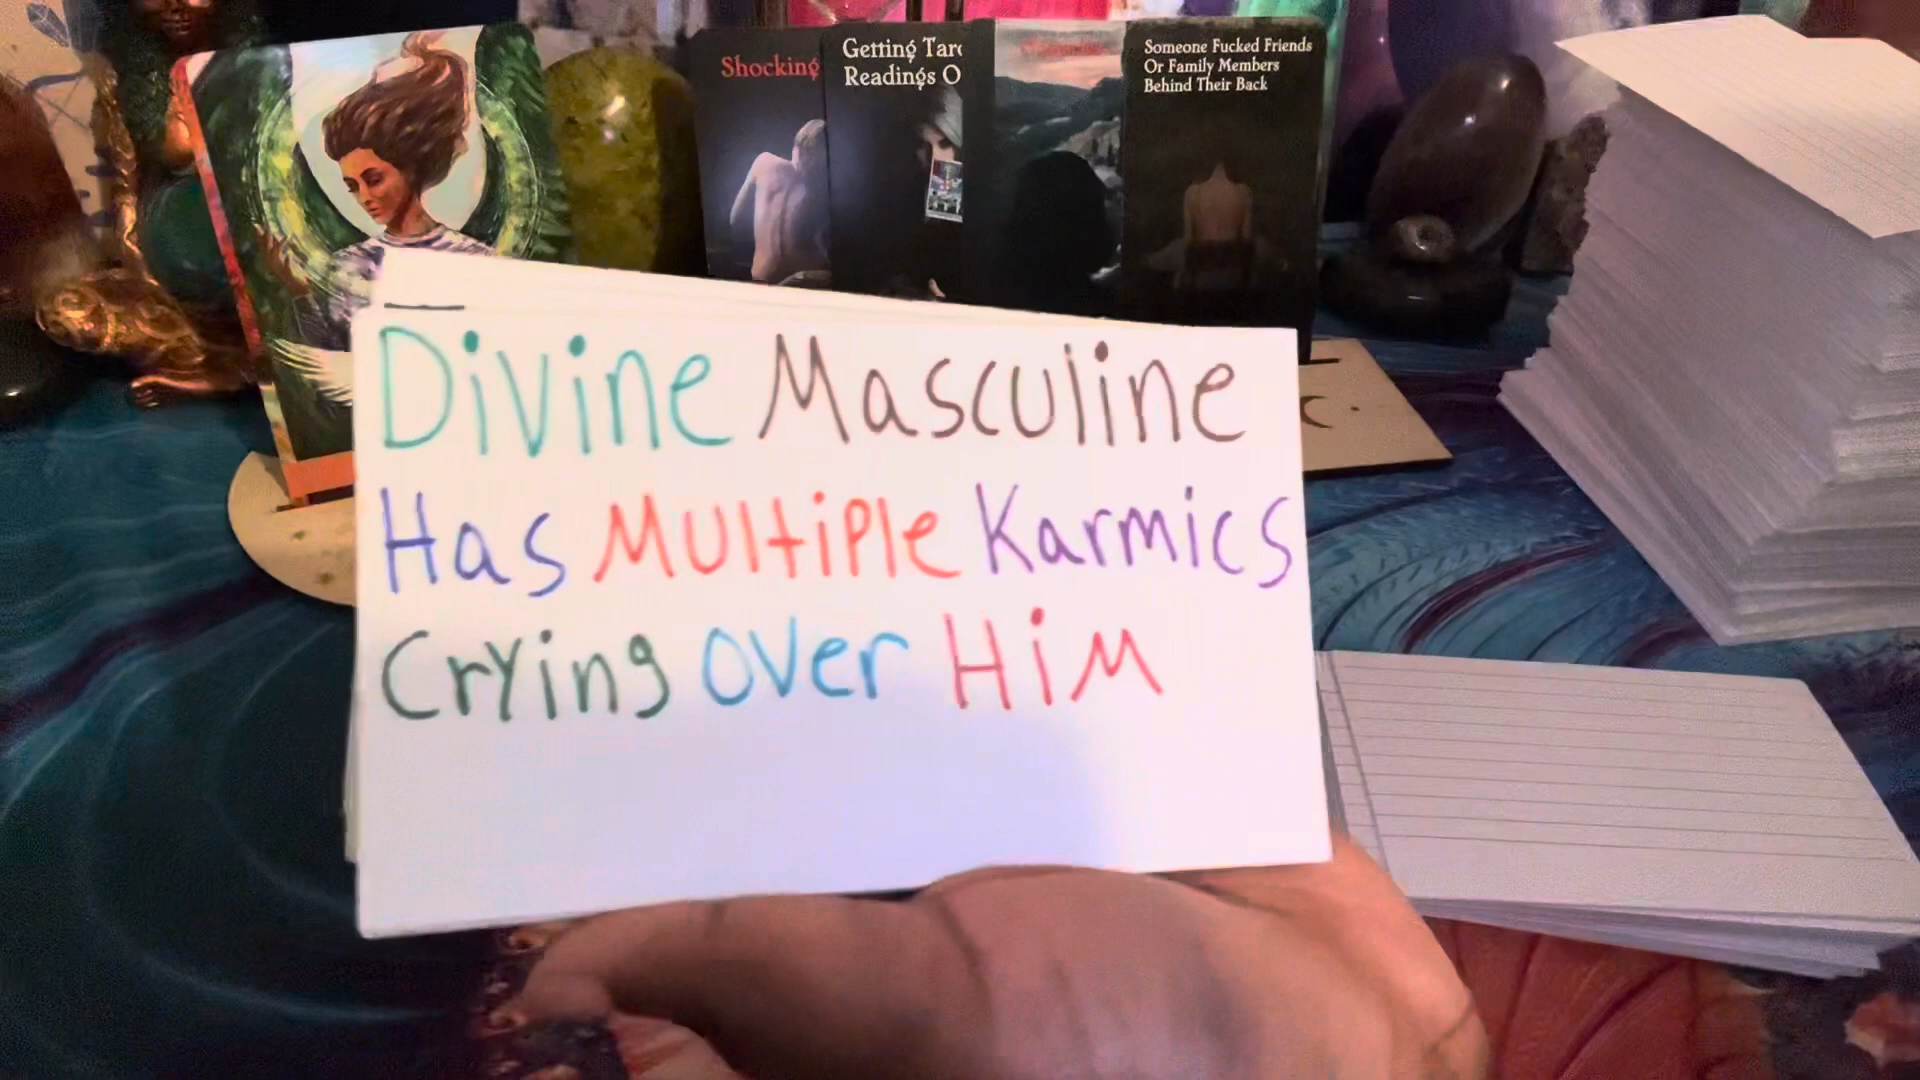 Shocking
Getting Taro
Readings O
Someone Fucked Friends
Or Family Members
Behind Their Back
Divine Masculine
Has Multiple Karmics
Crying Over Him